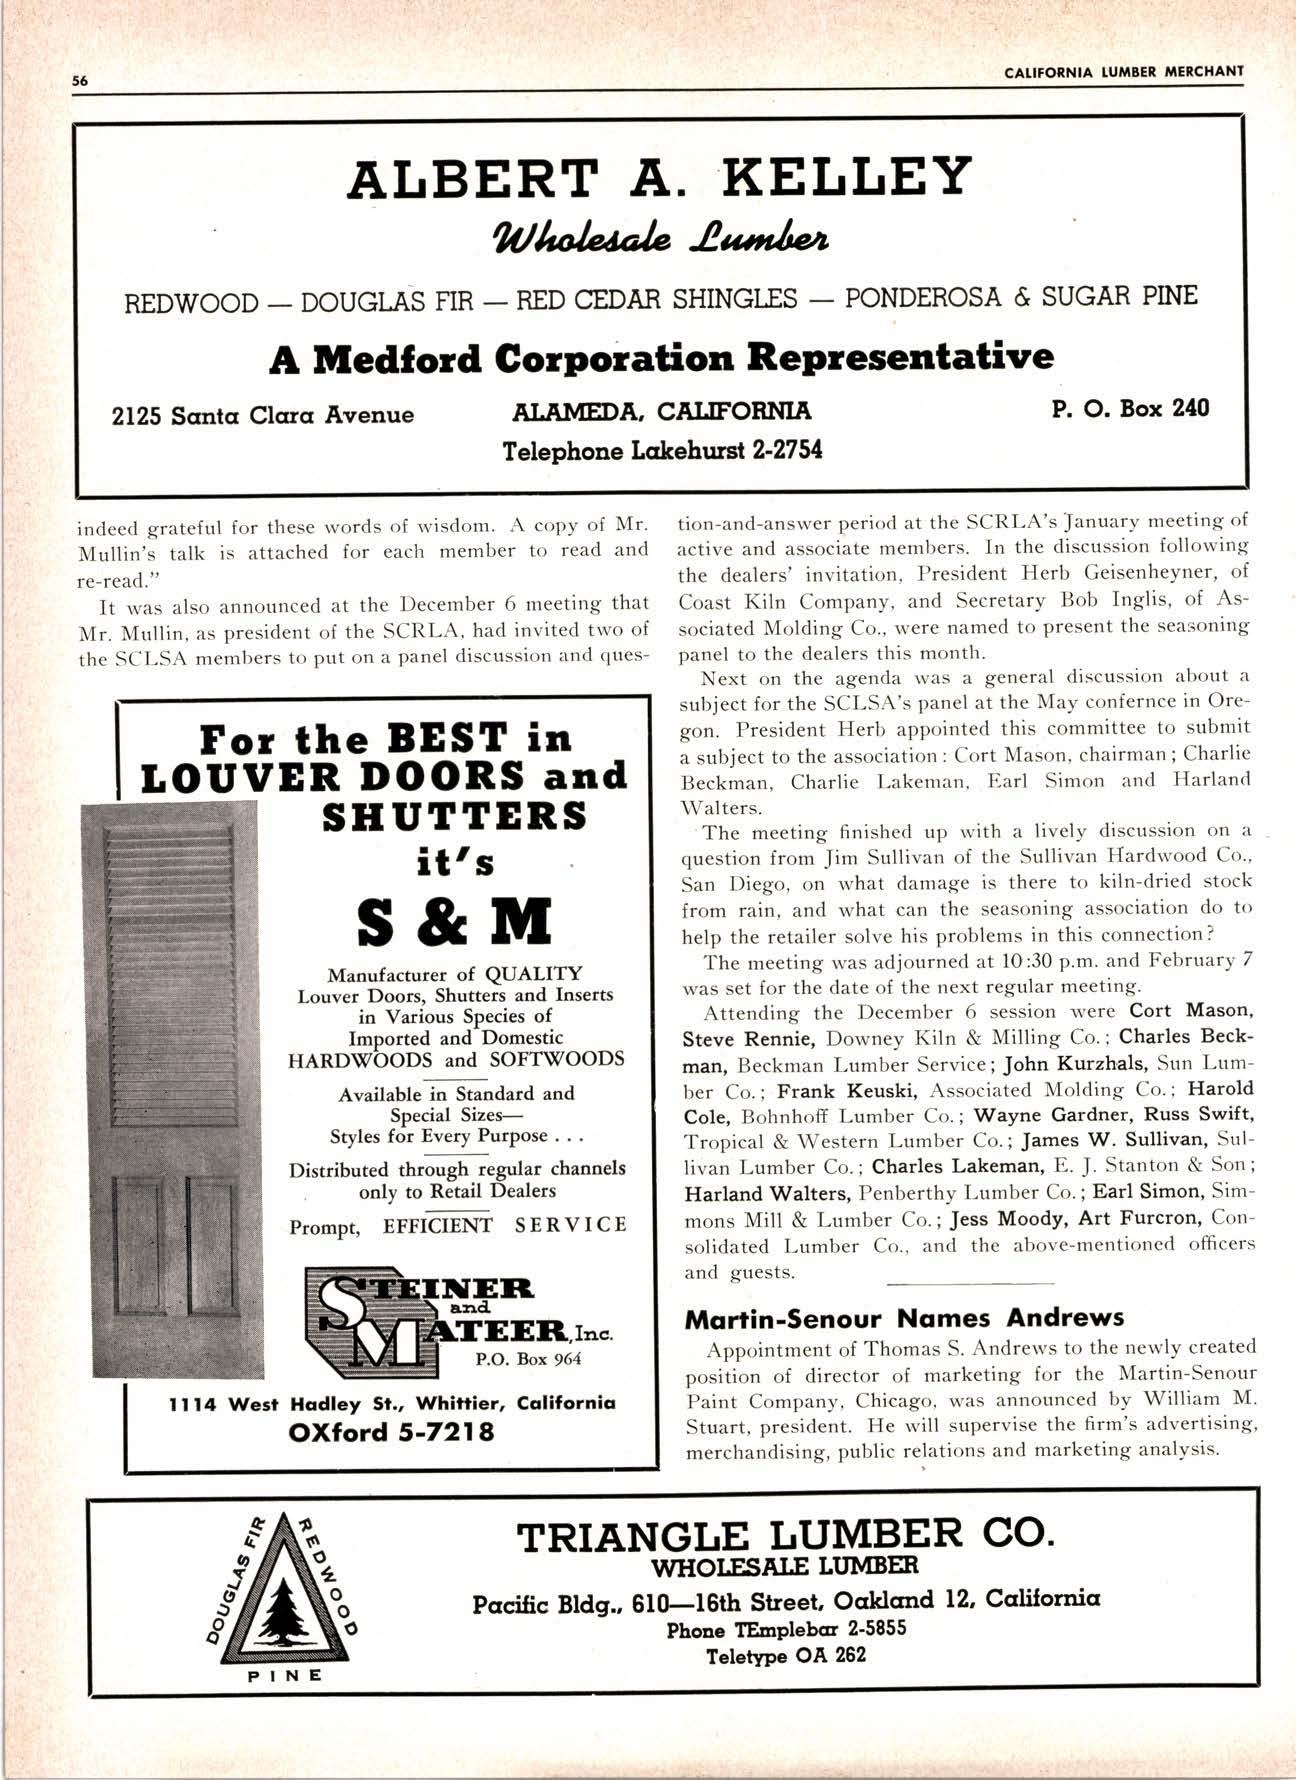 56
CALIFORNIA LUMBER MERCHANT
ALBERT A. KELLEY
Wholesale Lumber
REDWOOD — DOUGLAS FIR — RED CEDAR SHINGLES — PONDEROSA & SUGAR PINE
A Medford Corporation Representative
2125 Santa Clara Avenue
ALAMEDA, CALIFORNIA
P. O. Box 240
Telephone Lakehurst 2-2754
indeed grateful for these words of wisdom. A copy of Mr.
Mullin's talk is attached for each member to read and
re-read."
It was also announced at the December 6 meeting that
Mr. Mullin, as president of the SCRLA, had invited two of
the SCLSA members to put on a panel discussion and ques-
For the BEST in
LOUVER DOORS and
SHUTTERS
it's
S & M
Manufacturer of QUALITY
Louver Doors, Shutters and Inserts
in Various Species of
Imported and Domestic
HARDWOODS and SOFTWOODS
Available in Standard and
Special Sizes—
Styles for Every Purpose . . .
Distributed through regular channels
only to Retail Dealers
Prompt, EFFICIENT SERVICE
STEINER
and
MATEER, Inc.
P.O. Box 964
1114 West Hadley St., Whittier, California
OXford 5-7218
tion-and-answer period at the SCRLA's January meeting of
active and associate members. In the discussion following
the dealers' invitation, President Herb Geisenheyner, of
Coast Kiln Company, and Secretary Bob Inglis, of As-
sociated Molding Co., were named to present the seasoning
panel to the dealers this month.
Next on the agenda was a general discussion about a
subject for the SCLSA's panel at the May confernce in Ore-
gon. President Herb appointed this committee to submit
a subject to the association: Cort Mason, chairman; Charlie
Beckman, Charlie Lakeman, Earl Simon and Harland
Walters.
The meeting finished up with a lively discussion on a
question from Jim Sullivan of the Sullivan Hardwood Co.,
San Diego, on what damage is there to kiln-dried stock
from rain, and what can the seasoning association do to
help the retailer solve his problems in this connection?
The meeting was adjourned at 10:30 p.m. and February 7
was set for the date of the next regular meeting.
Attending the December 6 session were Cort Mason,
Steve Rennie, Downey Kiln & Milling Co.; Charles Beck-
man, Beckman Lumber Service; John Kurzhals, Sun Lum-
ber Co.; Frank Keuski, Associated Molding Co.; Harold
Cole, Bohnhoff Lumber Co.; Wayne Gardner, Russ Swift,
Tropical & Western Lumber Co.; James W. Sullivan, Sul-
livan Lumber Co.; Charles Lakeman, E. J. Stanton & Son;
Harland Walters, Penberthy Lumber Co.; Earl Simon, Sim-
mons Mill & Lumber Co.; Jess Moody, Art Furcron, Con-
solidated Lumber Co., and the above-mentioned officers
and guests.
Martin-Senour Names Andrews
Appointment of Thomas S. Andrews to the newly created
position of director of marketing for the Martin-Senour
Paint Company, Chicago, was announced by William M.
Stuart, president. He will supervise the firm's advertising,
merchandising, public relations and marketing analysis.
DOUGLAS FIR
REDWOOD
PINE
TRIANGLE LUMBER CO.
WHOLESALE LUMBER
Pacific Bldg., 610—16th Street, Oakland 12, California
Phone TEmplebar 2-5855
Teletype OA 262